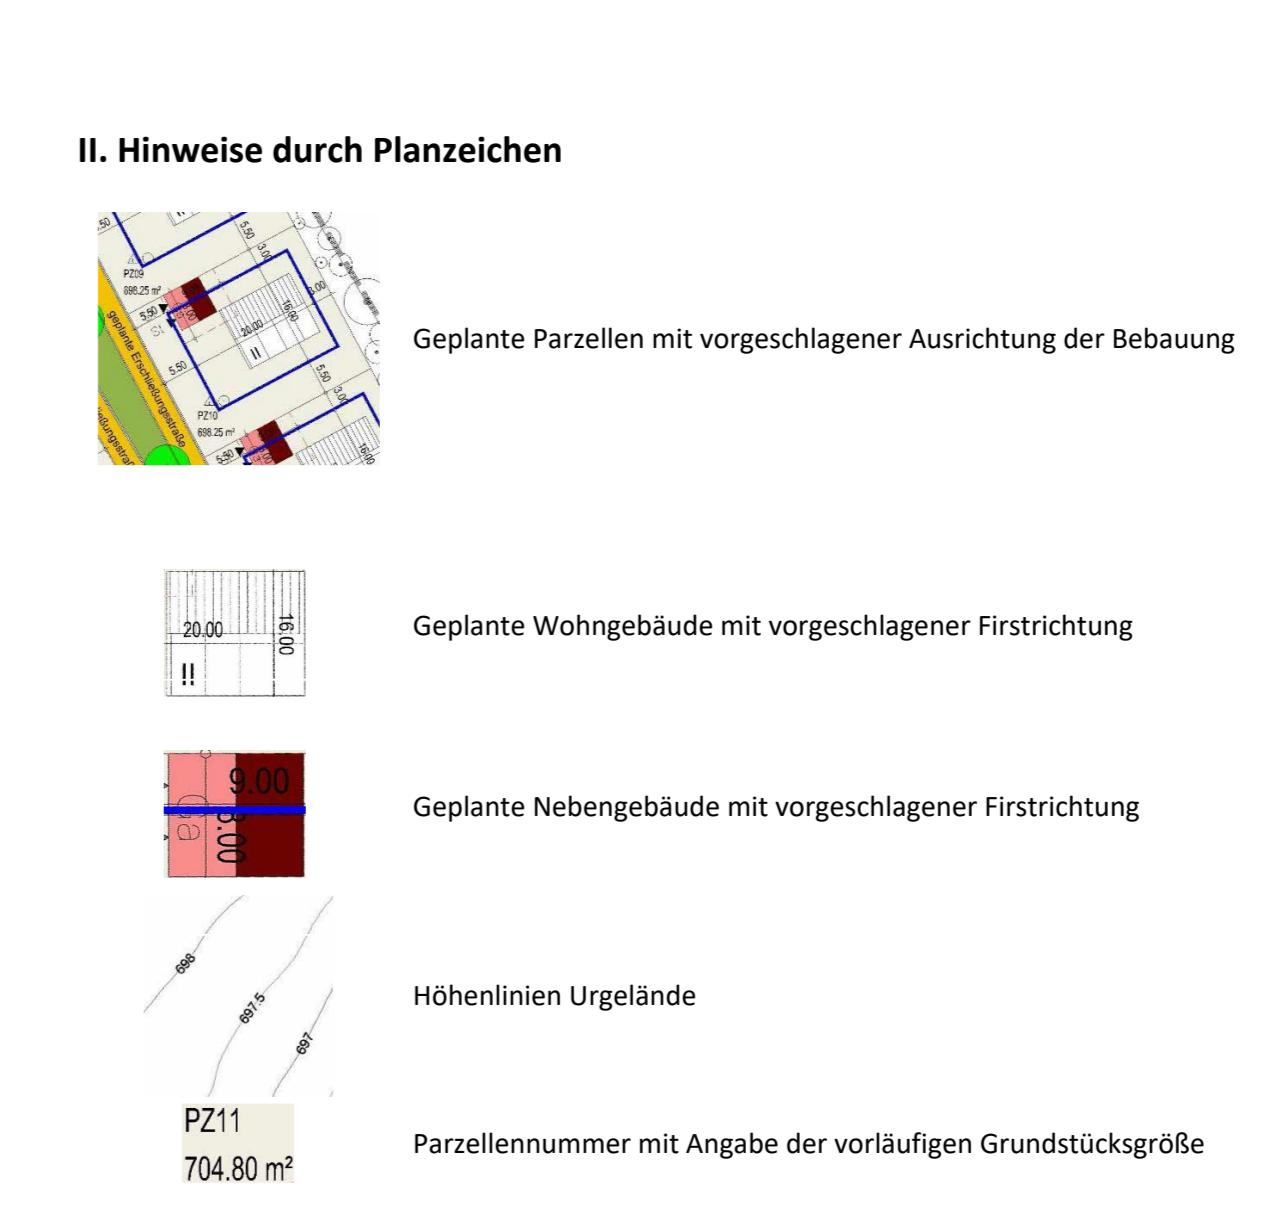 II. Hinweise durch Planzeichen
.50
5.50
3.00
PZ09
698.25 m²
5.50
3.00
16.00
20.00
II
geplante Erschließungsstraße
5.50
5.50
3.00
PZ10
698.25 m²
5.50
16.00
Geplante Parzellen mit vorgeschlagener Ausrichtung der Bebauung
20.00
16.00
II
Geplante Wohngebäude mit vorgeschlagener Firstrichtung
9.00
Ga
8.00
Geplante Nebengebäude mit vorgeschlagener Firstrichtung
698
697.5
697
Höhenlinien Urgelände
PZ11
704.80 m²
Parzellennummer mit Angabe der vorläufigen Grundstücksgröße